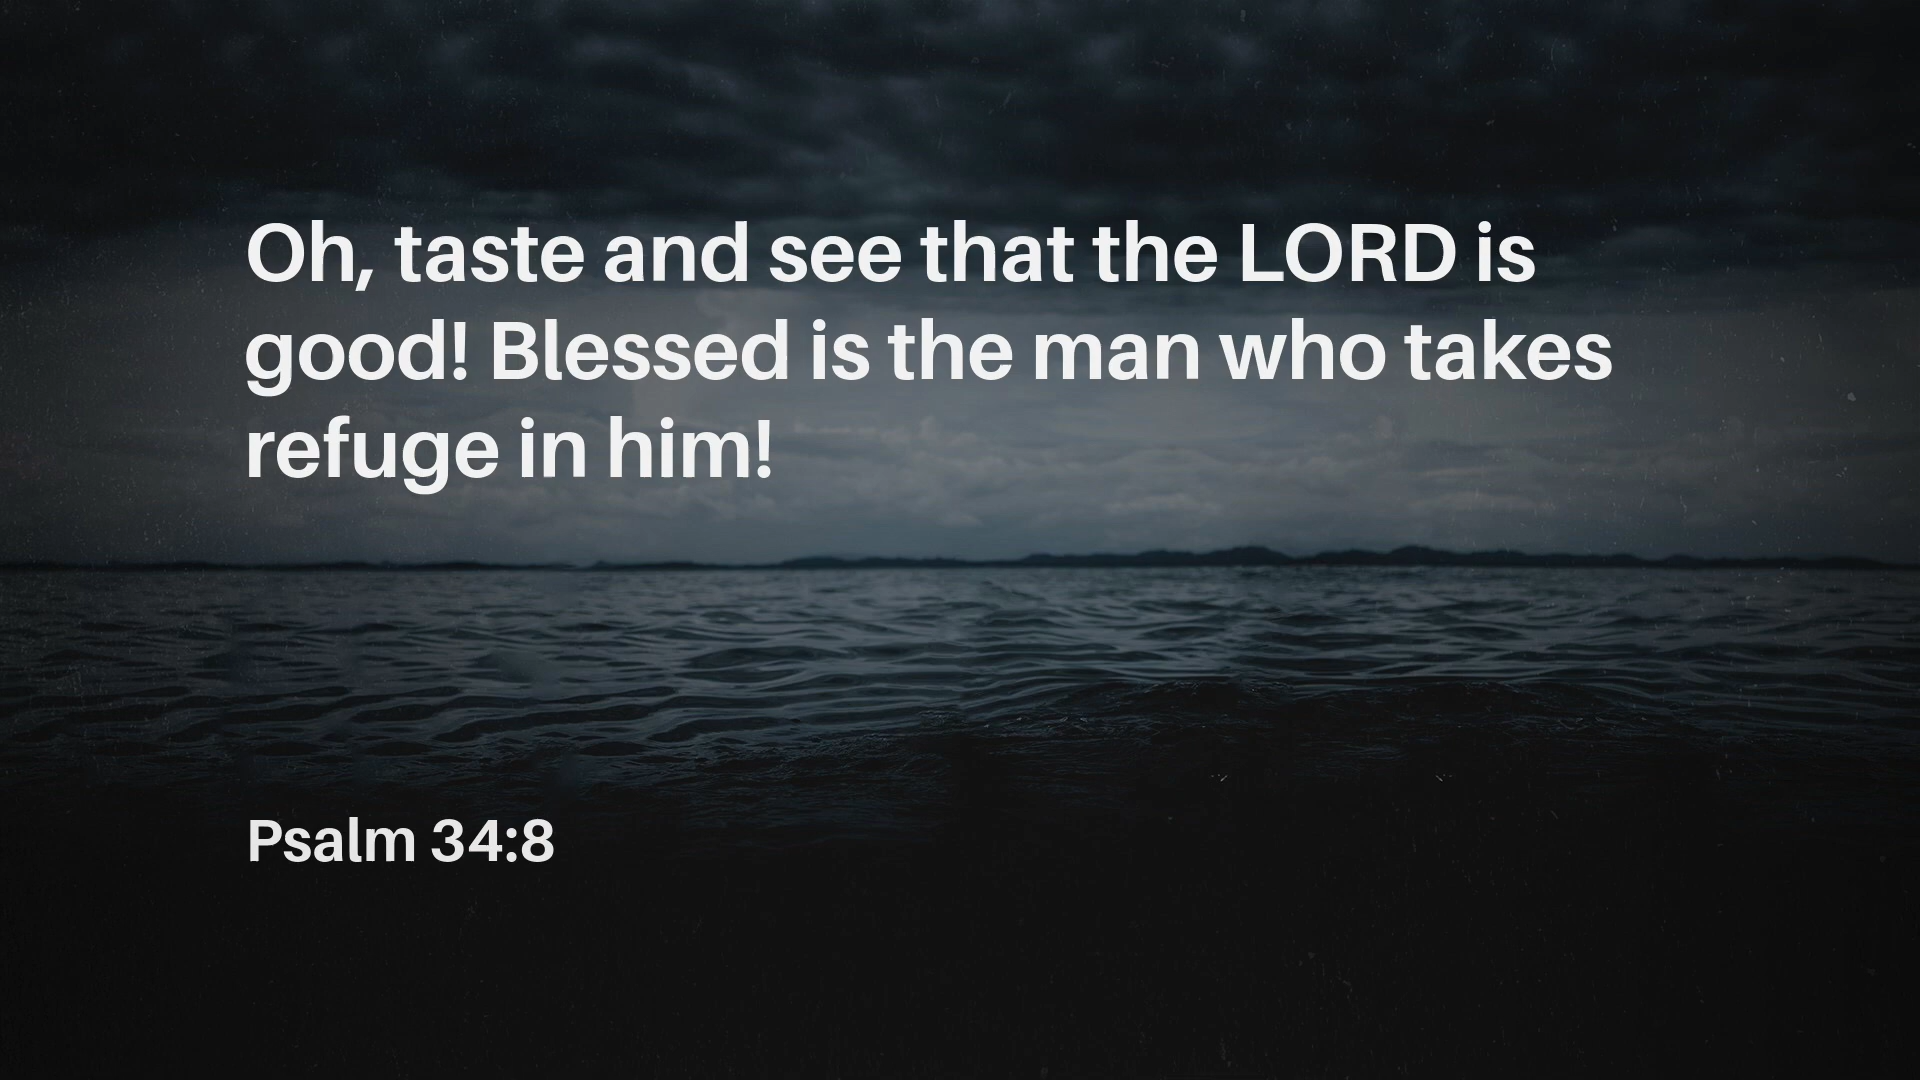 Oh, taste and see that the LORD is
good! Blessed is the man who takes
refuge in him!
Psalm 34:8